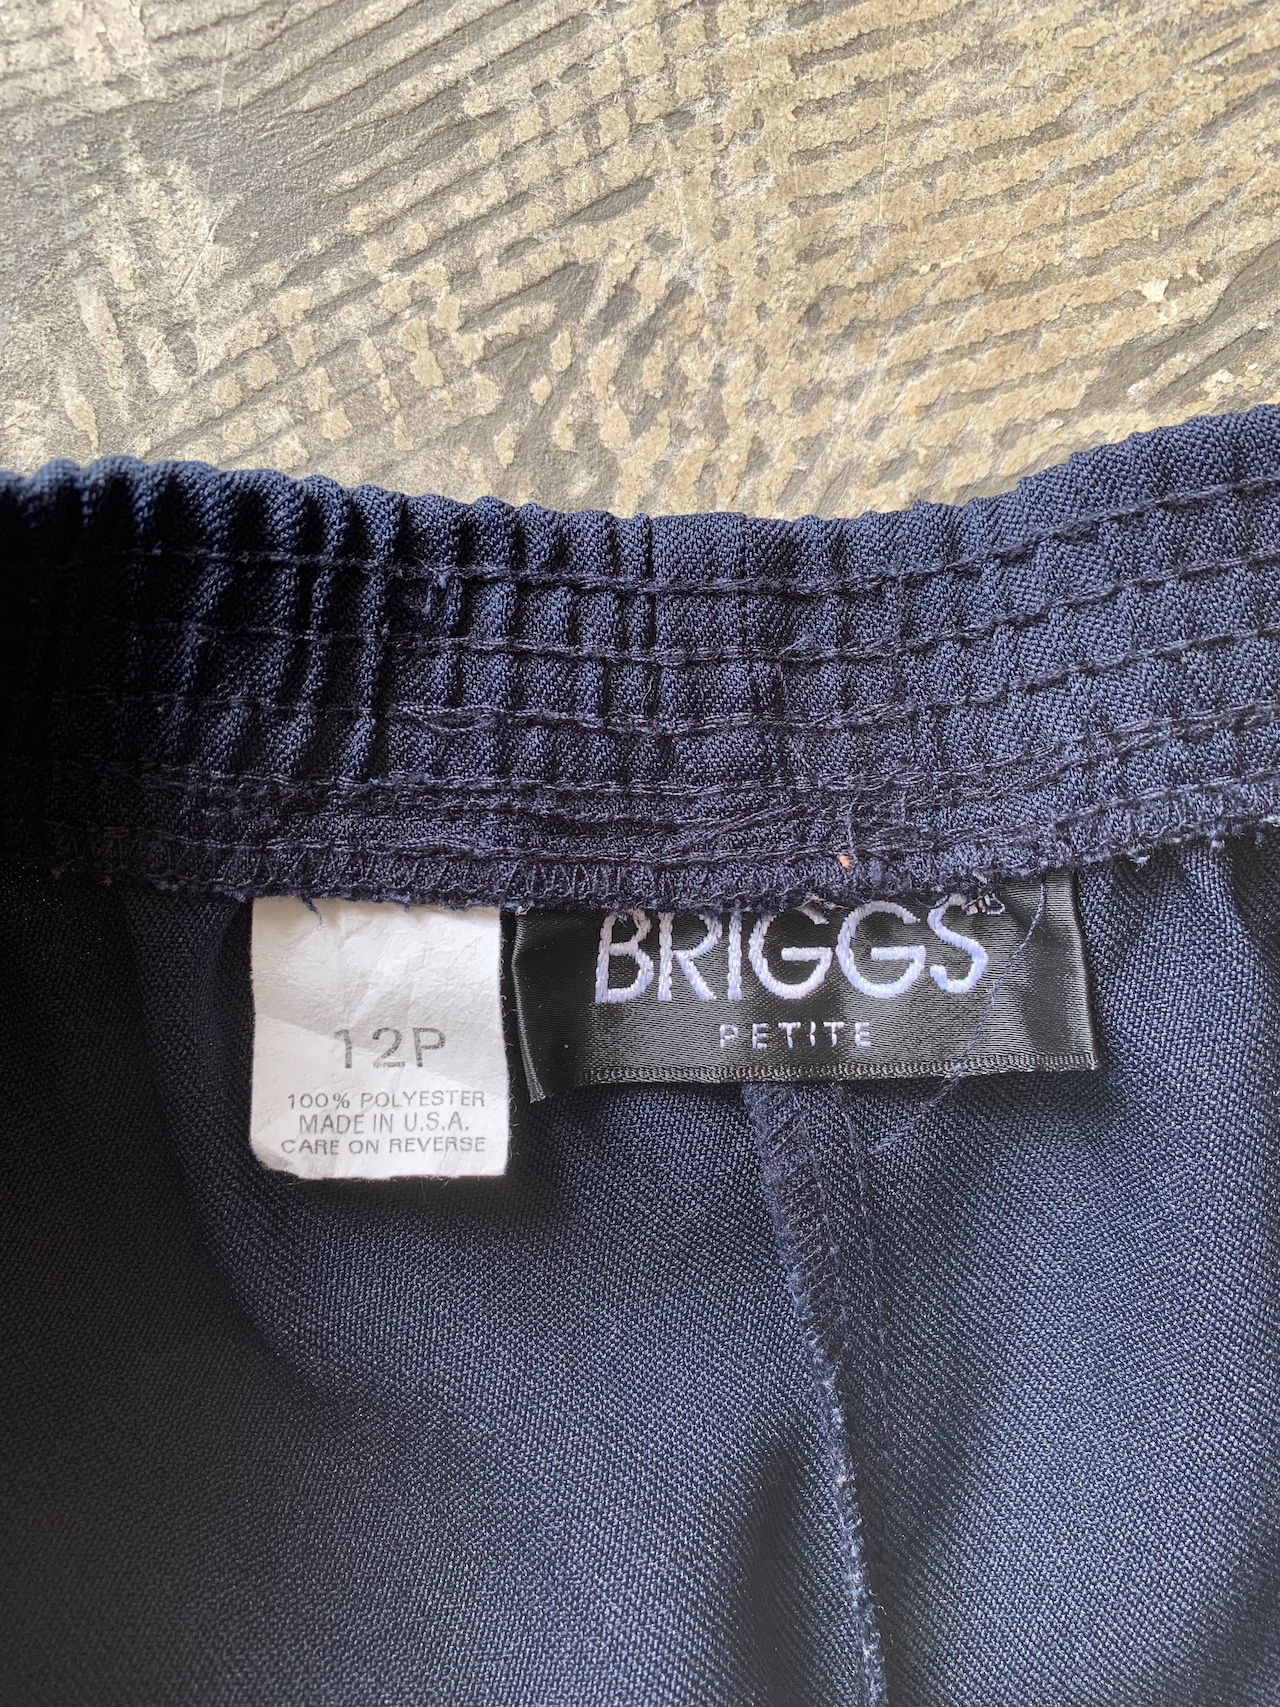 BRIGGS
PETITE
12P
100% POLYESTER
MADE IN U.S.A.
CARE ON REVERSE